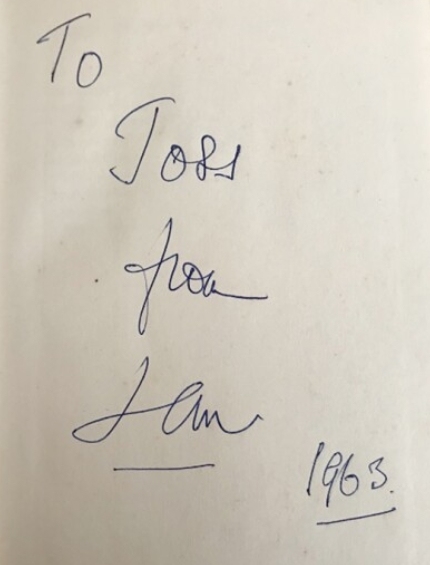 To
Joss
from
Ian
1963.